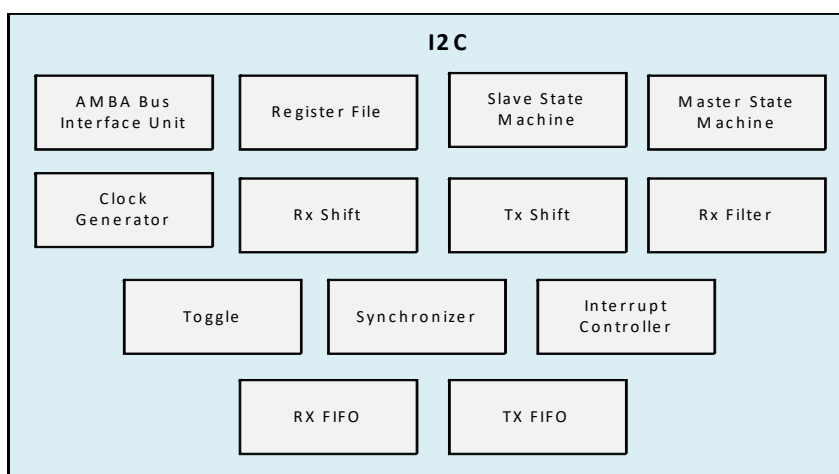 I2C
AMBA Bus
Interface Unit
Register File
Slave State
Machine
Master State
Machine
Clock
Generator
Rx Shift
Tx Shift
Rx Filter
Toggle
Synchronizer
Interrupt
Controller
RX FIFO
TX FIFO